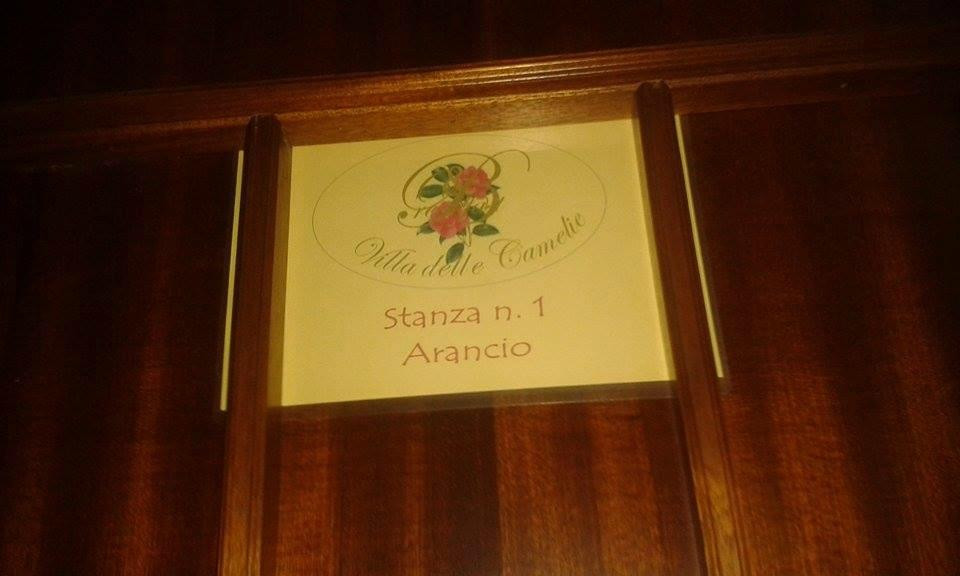 Villa delle Camelie
Stanza n. 1
Arancio